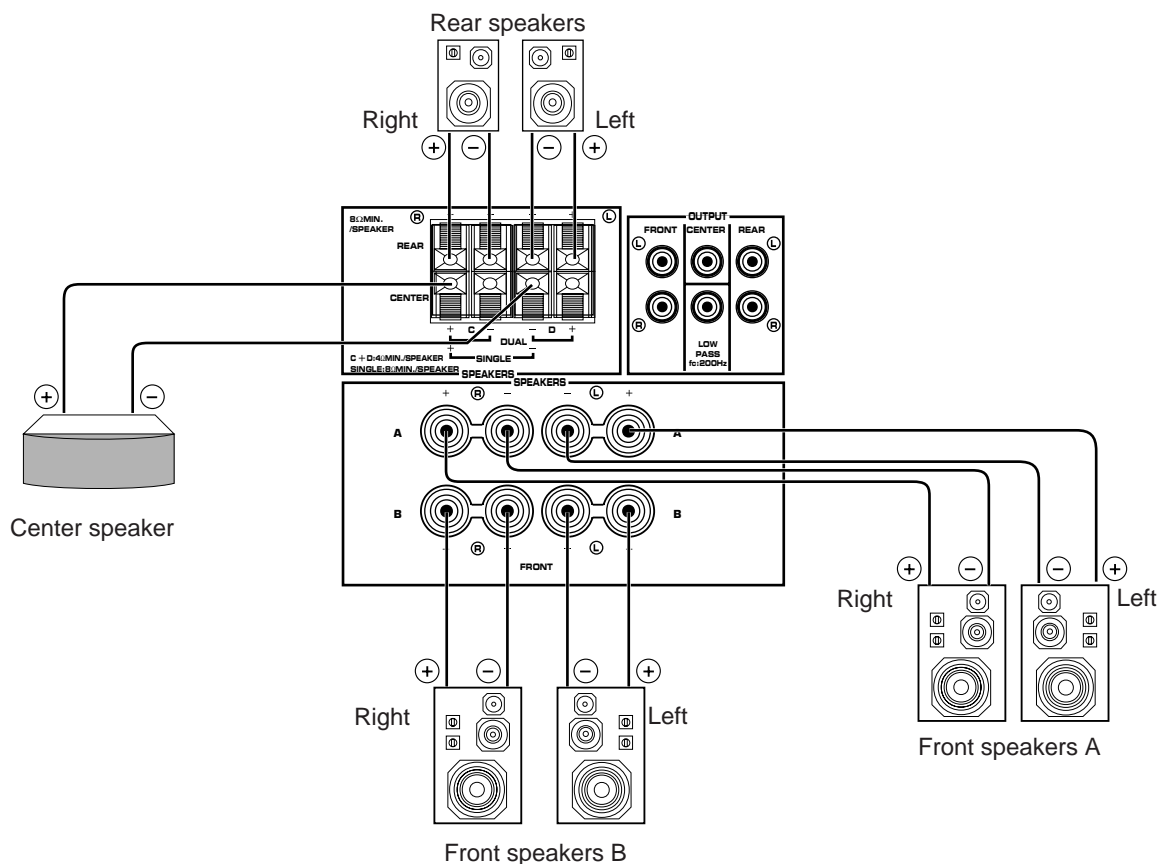 Rear speakers
Right
Left
+ − − +
8ΩMIN.
/SPEAKER
R
+ − − +
L
REAR
CENTER
+ C − − D +
DUAL
+ −
SINGLE
C + D:4ΩMIN./SPEAKER
SINGLE:8ΩMIN./SPEAKER
SPEAKERS
OUTPUT
FRONT CENTER REAR
L L
R R
LOW
PASS
fc:200Hz
+ −
Center speaker
SPEAKERS
+ R − − L +
A A
B B
+ R − − L +
FRONT
+ − − +
Right
Left
Front speakers A
+ − − +
Right
Left
Front speakers B